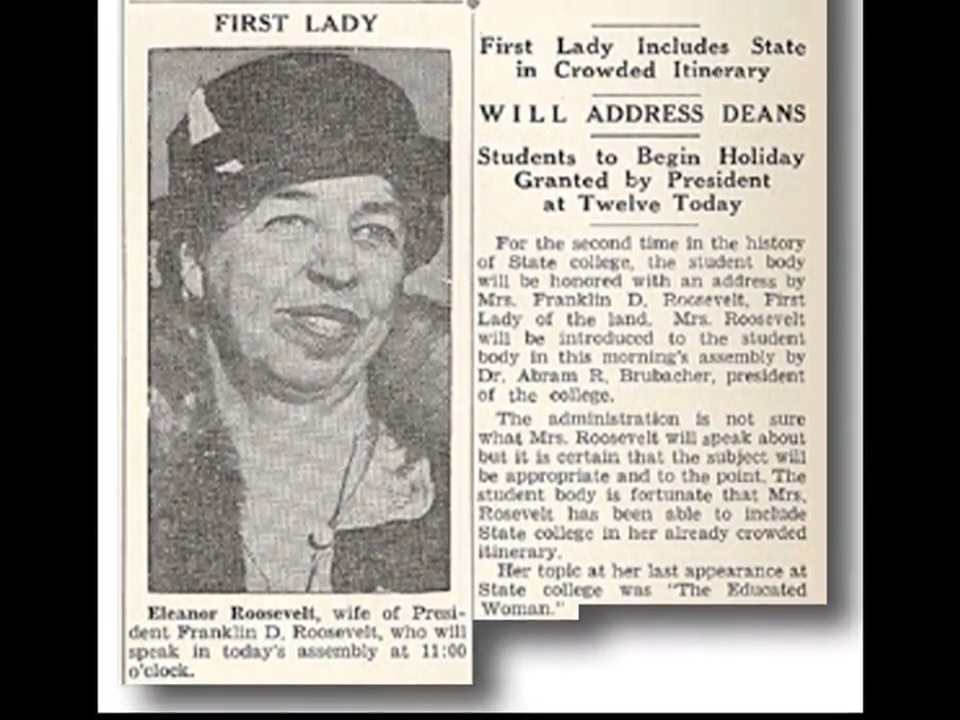 FIRST LADY
Eleanor Roosevelt, wife of Presi-
dent Franklin D. Roosevelt, who will
speak in today's assembly at 11:00
o'clock.
First Lady Includes State
in Crowded Itinerary
WILL ADDRESS DEANS
Students to Begin Holiday
Granted by President
at Twelve Today
For the second time in the history
of State college, the student body
will be honored with an address by
Mrs. Franklin D. Roosevelt, First
Lady of the land. Mrs. Roosevelt
will be introduced to the student
body in this morning's assembly by
Dr. Abram R. Brubacher, president
of the college.
The administration is not sure
what Mrs. Roosevelt will speak about
but it is certain that the subject will
be appropriate and to the point. The
student body is fortunate that Mrs.
Rosevelt has been able to include
State college in her already crowded
itinerary.
Her topic at her last appearance at
State college was "The Educated
Woman."